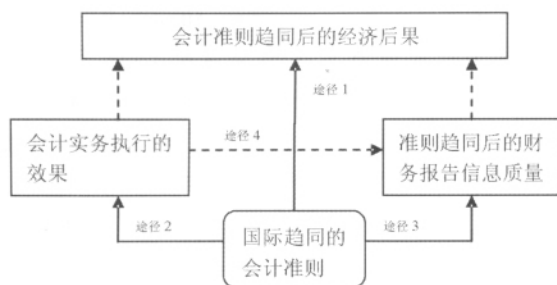 会计准则趋同后的经济后果
途径 1
会计实务执行的
效果
途径 4
准则趋同后的财
务报告信息质量
途径 2
国际趋同的
会计准则
途径 3